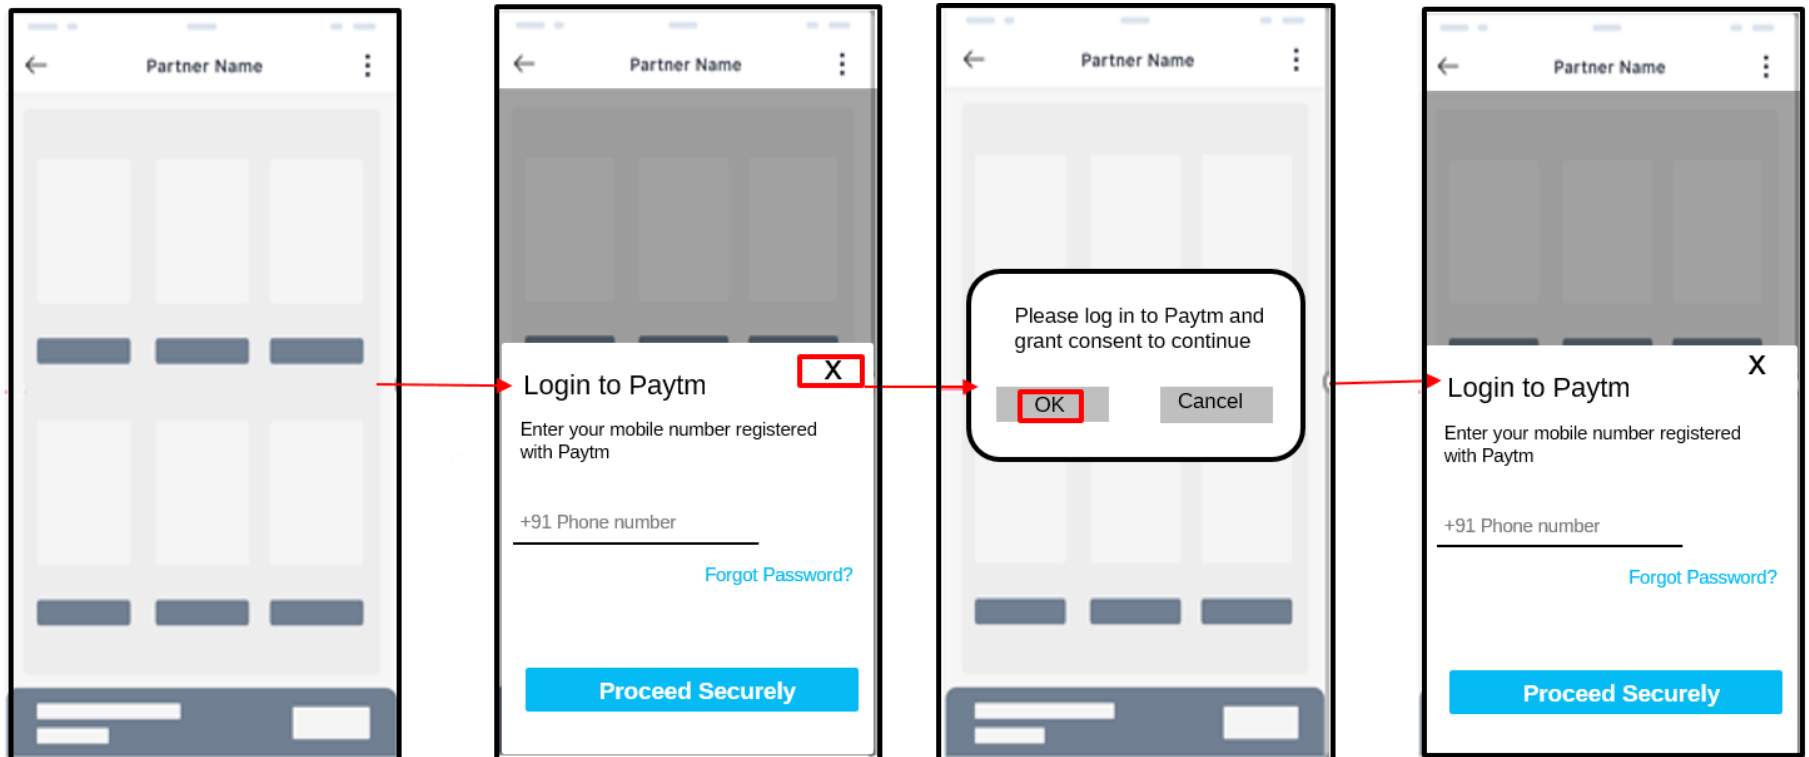 Partner Name
Partner Name
X
Login to Paytm
Enter your mobile number registered
with Paytm
+91 Phone number
Forgot Password?
Proceed Securely
Partner Name
Please log in to Paytm and
grant consent to continue
OK Cancel
Partner Name
X
Login to Paytm
Enter your mobile number registered
with Paytm
+91 Phone number
Forgot Password?
Proceed Securely